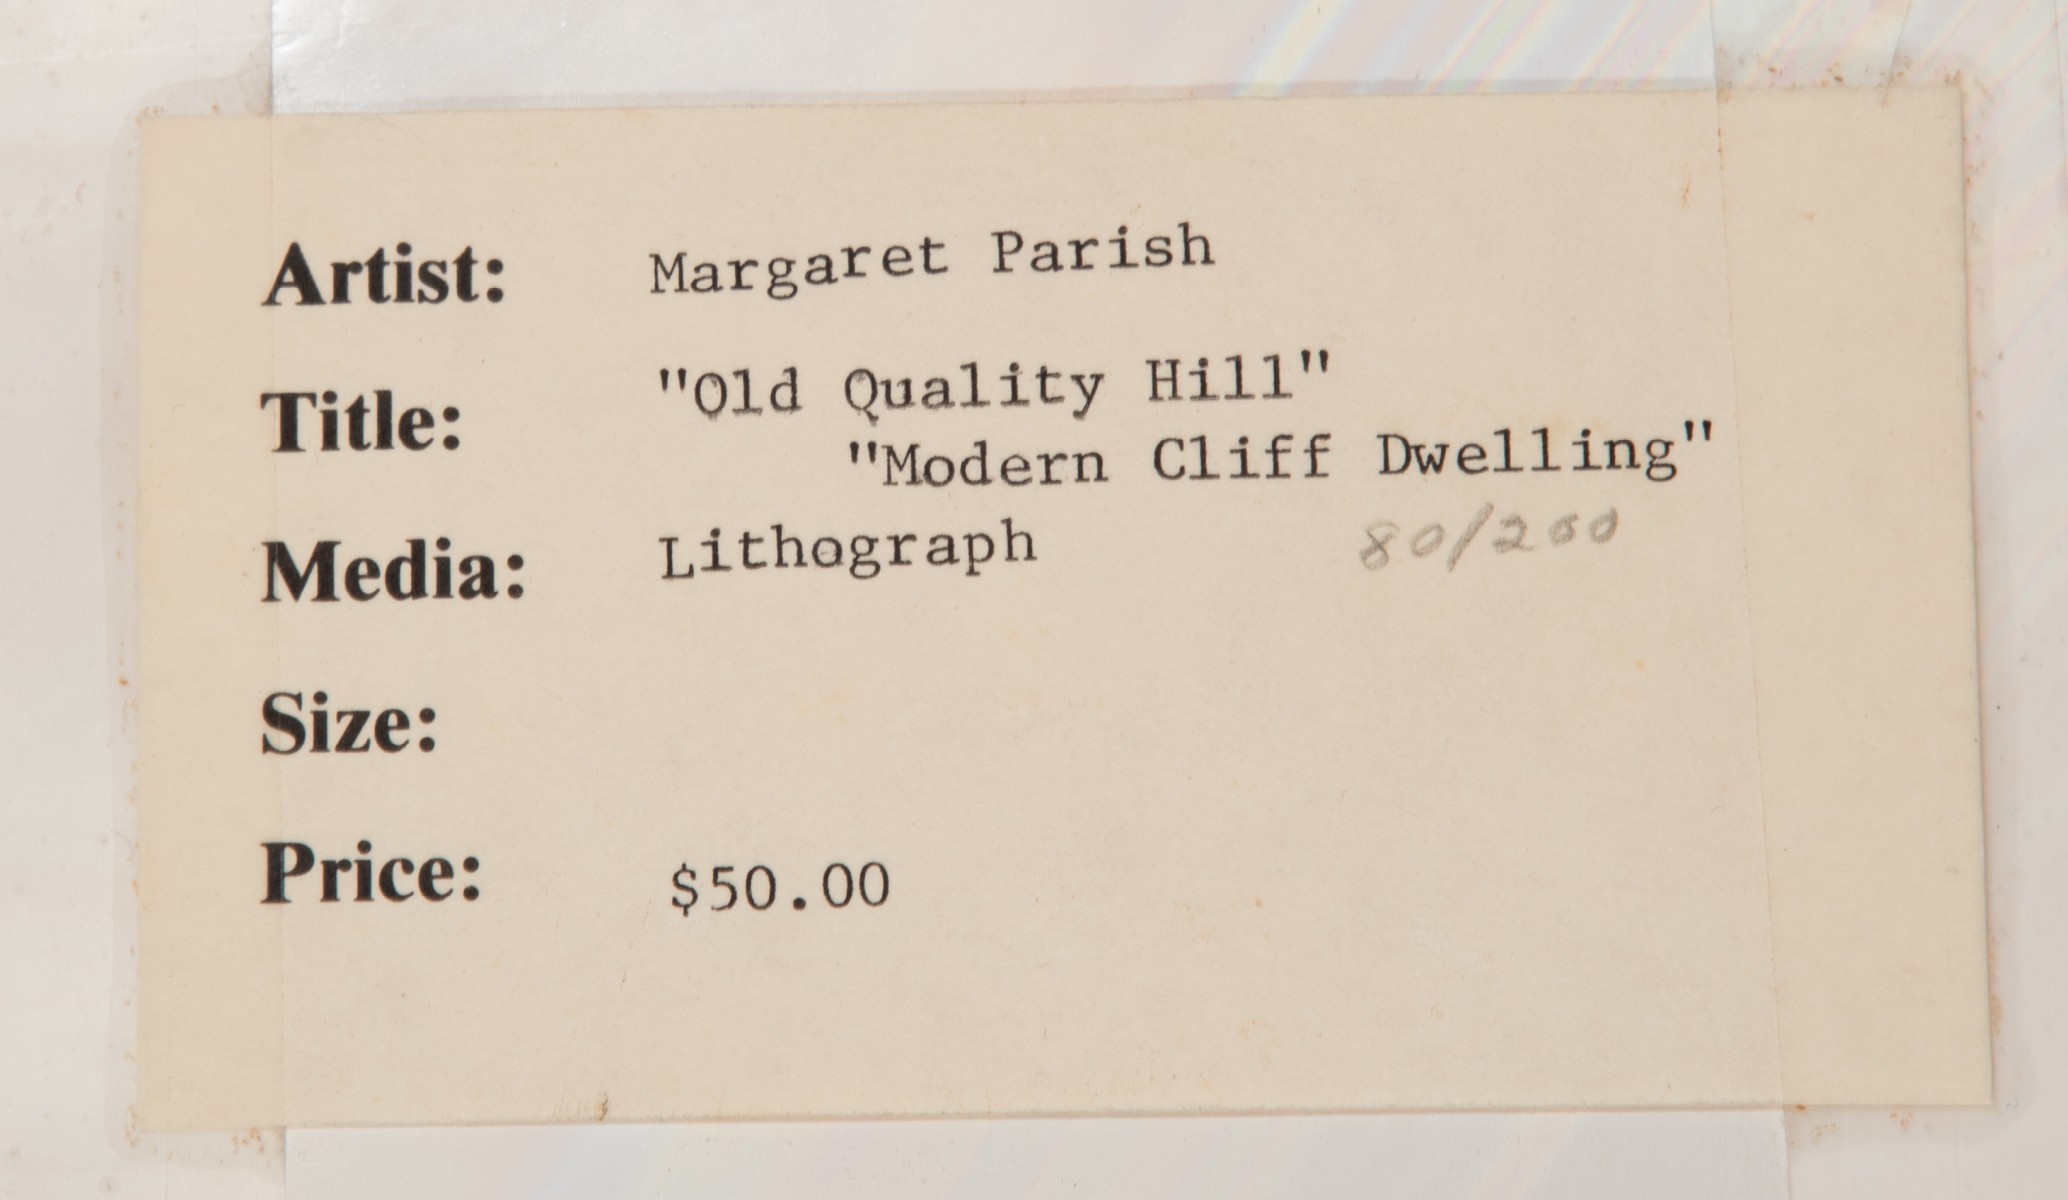 Artist: Margaret Parish
Title: "Old Quality Hill"
"Modern Cliff Dwelling"
Media: Lithograph 80/200
Size:
Price: $50.00